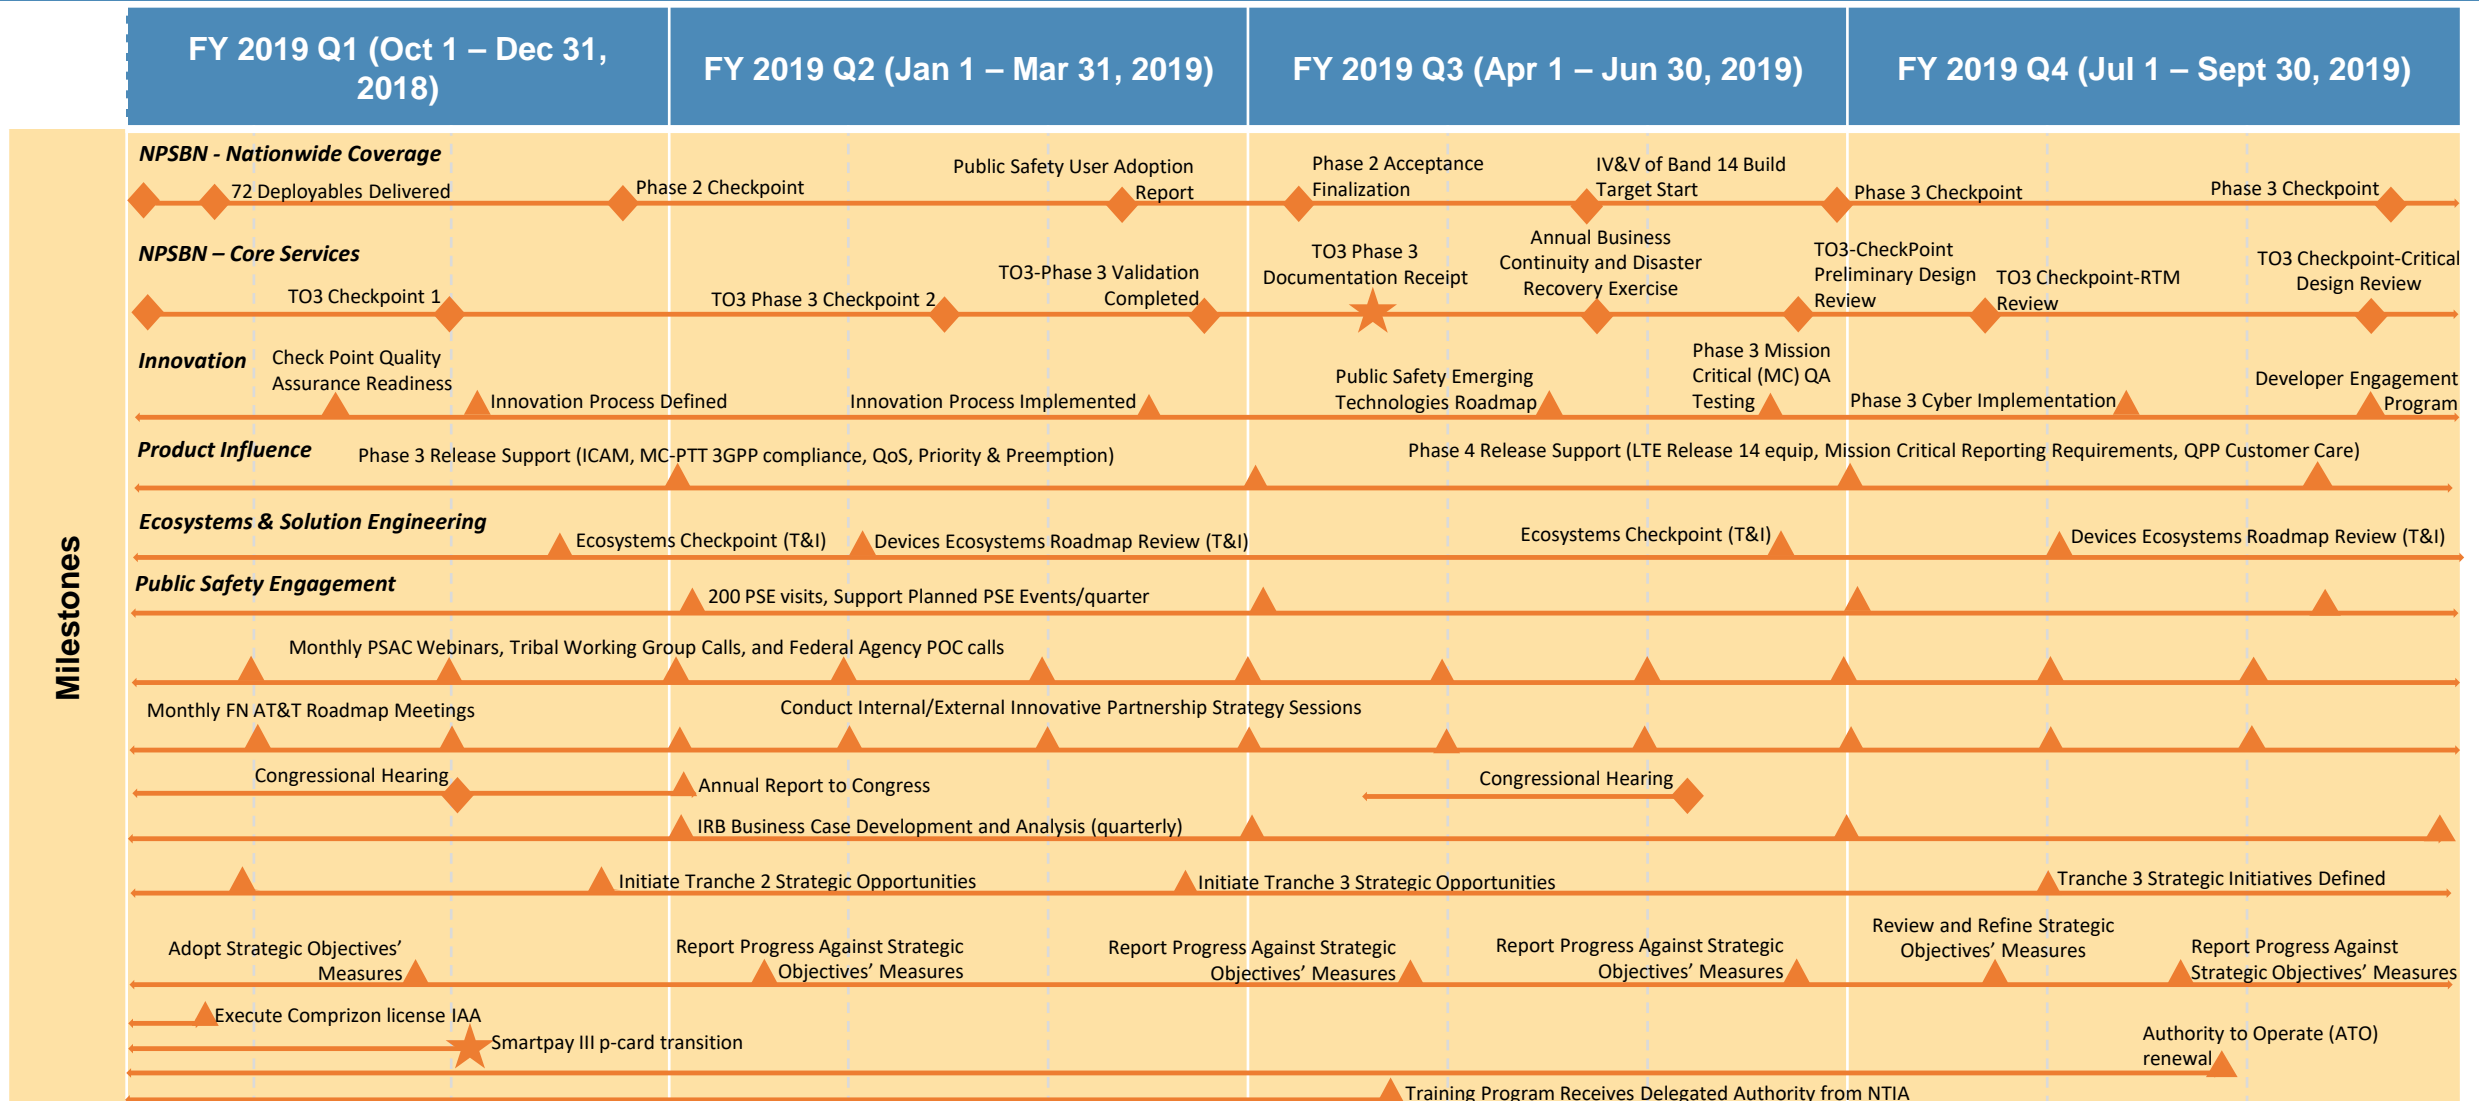 FY 2019 Q1 (Oct 1 – Dec 31,
2018)
FY 2019 Q2 (Jan 1 – Mar 31, 2019)
FY 2019 Q3 (Apr 1 – Jun 30, 2019)
FY 2019 Q4 (Jul 1 – Sept 30, 2019)
Milestones
NPSBN - Nationwide Coverage
72 Deployables Delivered
Phase 2 Checkpoint
Public Safety User Adoption
Report
Phase 2 Acceptance
Finalization
IV&V of Band 14 Build
Target Start
Phase 3 Checkpoint
Phase 3 Checkpoint
NPSBN – Core Services
TO3 Checkpoint 1
TO3 Phase 3 Checkpoint 2
TO3-Phase 3 Validation
Completed
TO3 Phase 3
Documentation Receipt
Annual Business
Continuity and Disaster
Recovery Exercise
TO3-CheckPoint
Preliminary Design
Review
TO3 Checkpoint-RTM
Review
TO3 Checkpoint-Critical
Design Review
Innovation
Check Point Quality
Assurance Readiness
Innovation Process Defined
Innovation Process Implemented
Public Safety Emerging
Technologies Roadmap
Phase 3 Mission
Critical (MC) QA
Testing
Phase 3 Cyber Implementation
Developer Engagement
Program
Product Influence
Phase 3 Release Support (ICAM, MC-PTT 3GPP compliance, QoS, Priority & Preemption)
Phase 4 Release Support (LTE Release 14 equip, Mission Critical Reporting Requirements, QPP Customer Care)
Ecosystems & Solution Engineering
Ecosystems Checkpoint (T&I)
Devices Ecosystems Roadmap Review (T&I)
Ecosystems Checkpoint (T&I)
Devices Ecosystems Roadmap Review (T&I)
Public Safety Engagement
200 PSE visits, Support Planned PSE Events/quarter
Monthly PSAC Webinars, Tribal Working Group Calls, and Federal Agency POC calls
Monthly FN AT&T Roadmap Meetings
Conduct Internal/External Innovative Partnership Strategy Sessions
Congressional Hearing
Annual Report to Congress
Congressional Hearing
IRB Business Case Development and Analysis (quarterly)
Initiate Tranche 2 Strategic Opportunities
Initiate Tranche 3 Strategic Opportunities
Tranche 3 Strategic Initiatives Defined
Adopt Strategic Objectives’
Measures
Report Progress Against Strategic
Objectives’ Measures
Report Progress Against Strategic
Objectives’ Measures
Report Progress Against Strategic
Objectives’ Measures
Review and Refine Strategic
Objectives’ Measures
Report Progress Against
Strategic Objectives’ Measures
Execute Comprizon license IAA
Smartpay III p-card transition
Authority to Operate (ATO)
renewal
Training Program Receives Delegated Authority from NTIA